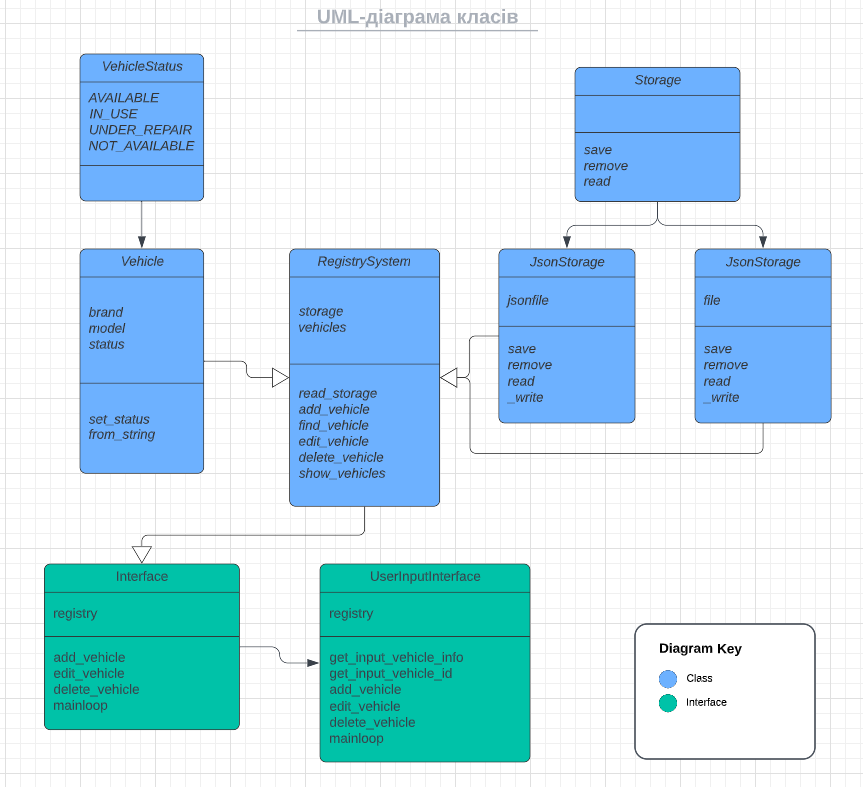 UML-діаграма класів
VehicleStatus
AVAILABLE
IN_USE
UNDER_REPAIR
NOT_AVAILABLE
Storage
save
remove
read
Vehicle
brand
model
status
set_status
from_string
RegistrySystem
storage
vehicles
read_storage
add_vehicle
find_vehicle
edit_vehicle
delete_vehicle
show_vehicles
JsonStorage
jsonfile
save
remove
read
_write
JsonStorage
file
save
remove
read
_write
Interface
registry
add_vehicle
edit_vehicle
delete_vehicle
mainloop
UserInputInterface
registry
get_input_vehicle_info
get_input_vehicle_id
add_vehicle
edit_vehicle
delete_vehicle
mainloop
Diagram Key
Class
Interface